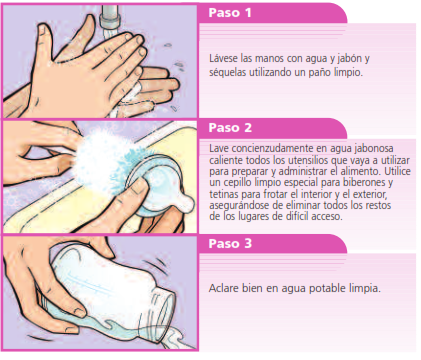 Paso 1
Lávese las manos con agua y jabón y
séquelas utilizando un paño limpio.
Paso 2
Lave concienzudamente en agua jabonosa
caliente todos los utensilios que vaya a utilizar
para preparar y administrar el alimento. Utilice
un cepillo limpio especial para biberones y
tetinas para frotar el interior y el exterior,
asegurándose de eliminar todos los restos
de los lugares de difícil acceso.
Paso 3
Aclare bien en agua potable limpia.